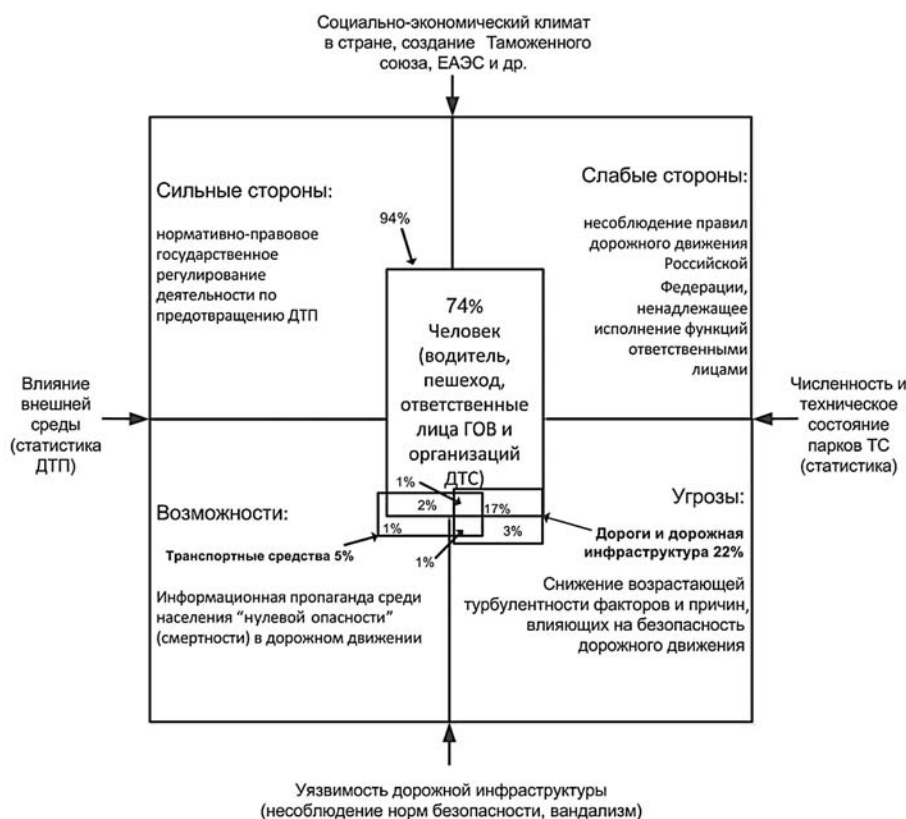 Социально-экономический климат
в стране, создание Таможенного
союза, ЕАЭС и др.
Сильные стороны:
нормативно-правовое
государственное
регулирование
деятельности по
предотвращению ДТП
Слабые стороны:
несоблюдение правил
дорожного движения
Российской
Федерации,
ненадлежащее
исполнение функций
ответственными
лицами
94%
74%
Человек
(водитель,
пешеход,
ответственные
лица ГОВ и
организаций
ДТС)
Влияние
внешней
среды
(статистика
ДТП)
Численность и
техническое
состояние
парков ТС
(статистика)
1%
2%
17%
1%
3%
1%
Возможности:
Транспортные средства 5%
Информационная пропаганда среди
населения "нулевой опасности"
(смертности) в дорожном движении
Угрозы:
Дороги и дорожная
инфраструктура 22%
Снижение возрастающей
турбулентности факторов и причин,
влияющих на безопасность
дорожного движения
Уязвимость дорожной инфраструктуры
(несоблюдение норм безопасности, вандализм)